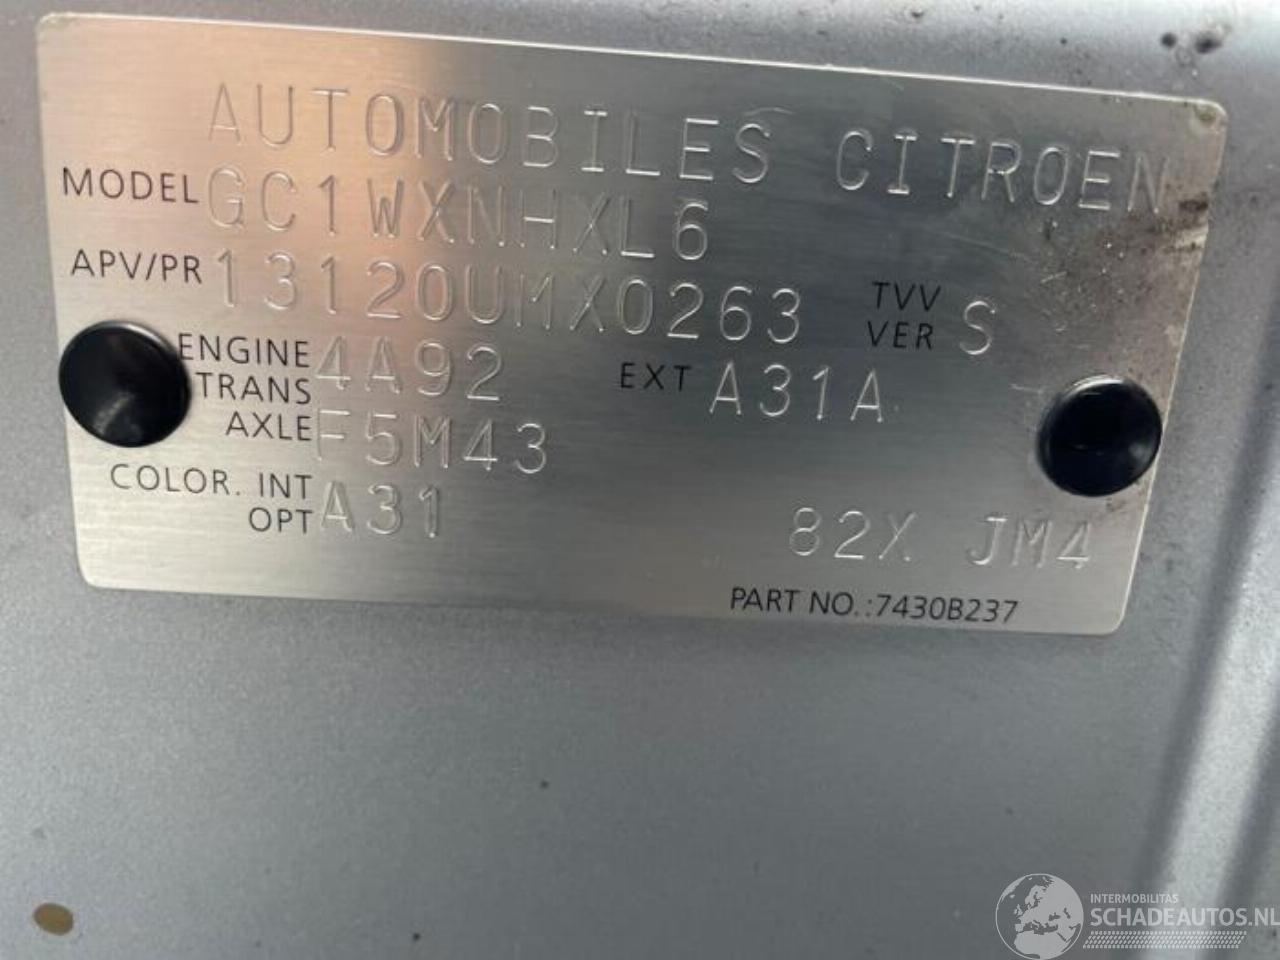 AUTOMOBILES CITROEN
MODEL GC1WXNHXL6
APV/PR 13120UMX0263 TVV VER S
ENGINE 4A92 EXT A31A
TRANS
AXLE F5M43
COLOR. INT A31
OPT 82X JM4
PART NO.:7430B237
INTERMOBILITAS
SCHADEAUTOS.NL